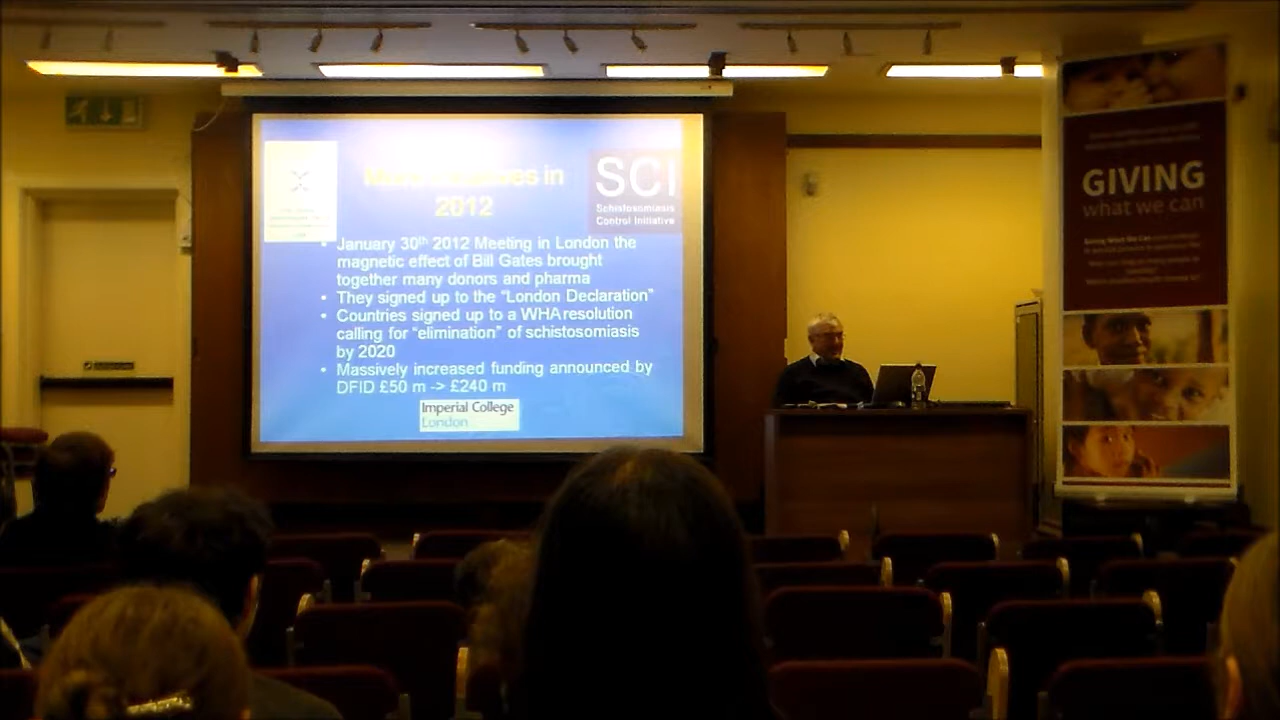 in
2012
SCI
Schistosomiasis
Control Initiative
• January 30th 2012 Meeting in London the
magnetic effect of Bill Gates brought
together many donors and pharma
• They signed up to the “London Declaration”
• Countries signed up to a WHA resolution
calling for “elimination” of schistosomiasis
by 2020
• Massively increased funding announced by
DFID £50 m -> £240 m
Imperial College
London
GIVING
what we can